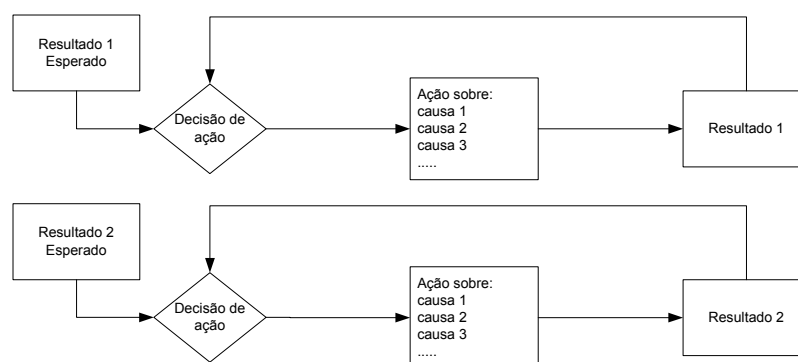 Resultado 1
Esperado
Decisão de
ação
Ação sobre:
causa 1
causa 2
causa 3
.....
Resultado 1
Resultado 2
Esperado
Decisão de
ação
Ação sobre:
causa 1
causa 2
causa 3
.....
Resultado 2